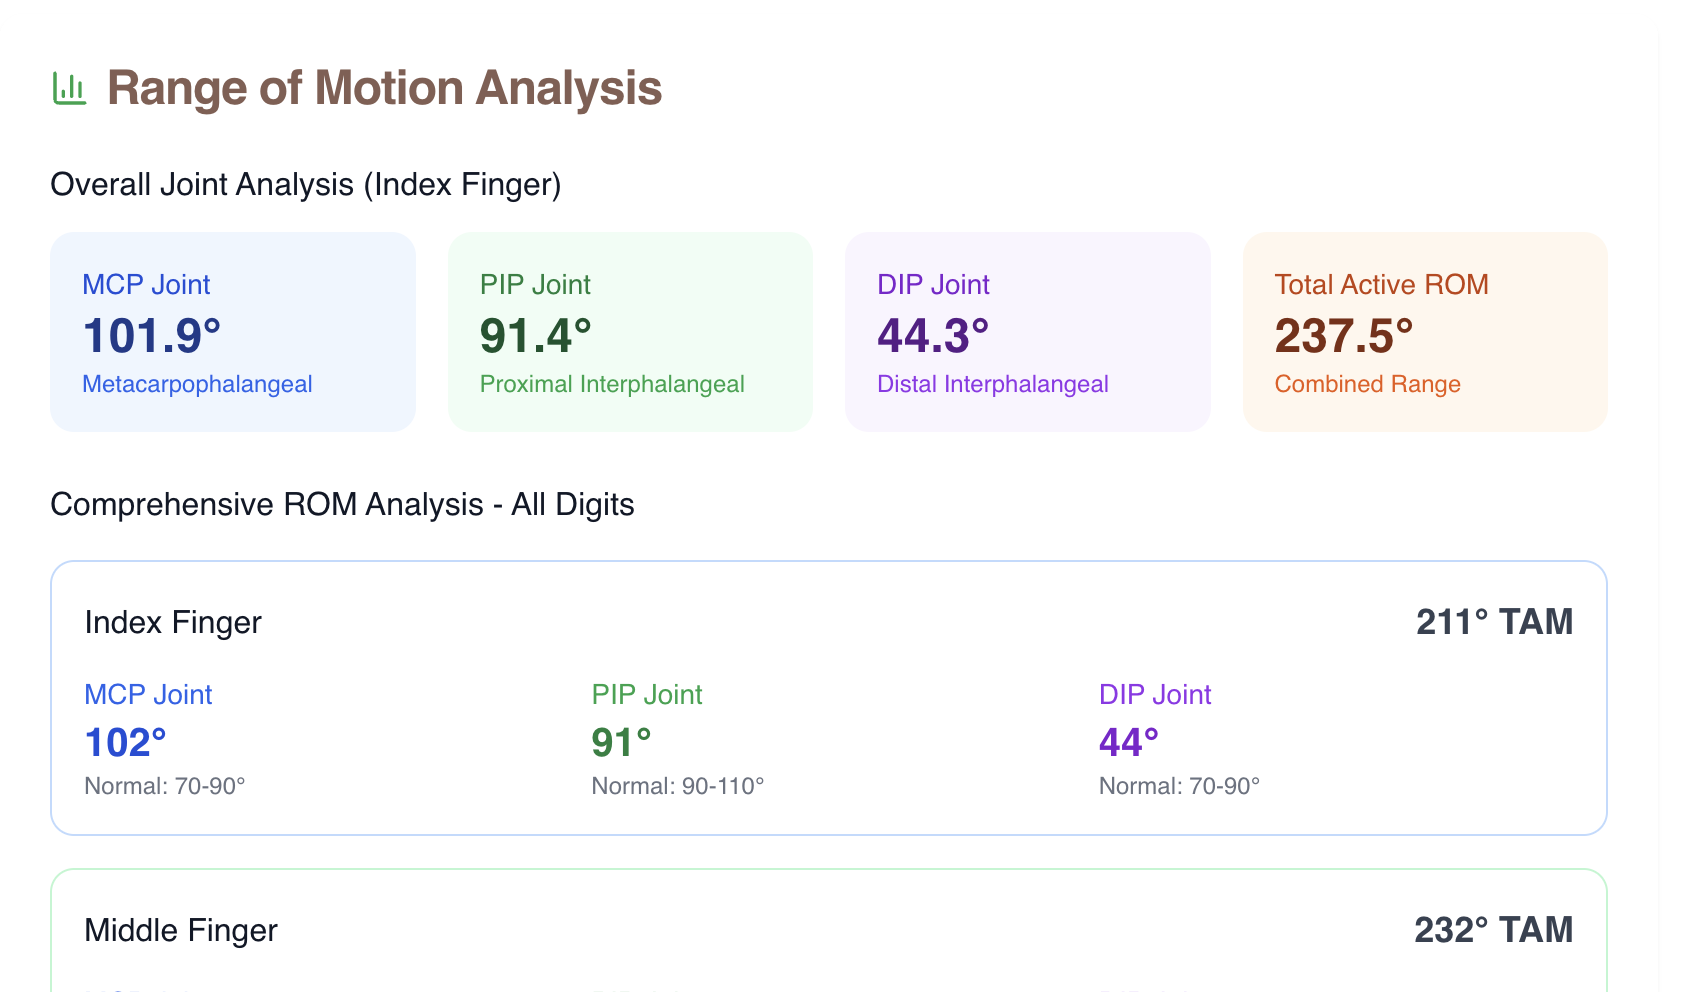 Range of Motion Analysis
Overall Joint Analysis (Index Finger)
MCP Joint
101.9°
Metacarpophalangeal
PIP Joint
91.4°
Proximal Interphalangeal
DIP Joint
44.3°
Distal Interphalangeal
Total Active ROM
237.5°
Combined Range
Comprehensive ROM Analysis - All Digits
Index Finger
211° TAM
MCP Joint
102°
Normal: 70-90°
PIP Joint
91°
Normal: 90-110°
DIP Joint
44°
Normal: 70-90°
Middle Finger
232° TAM